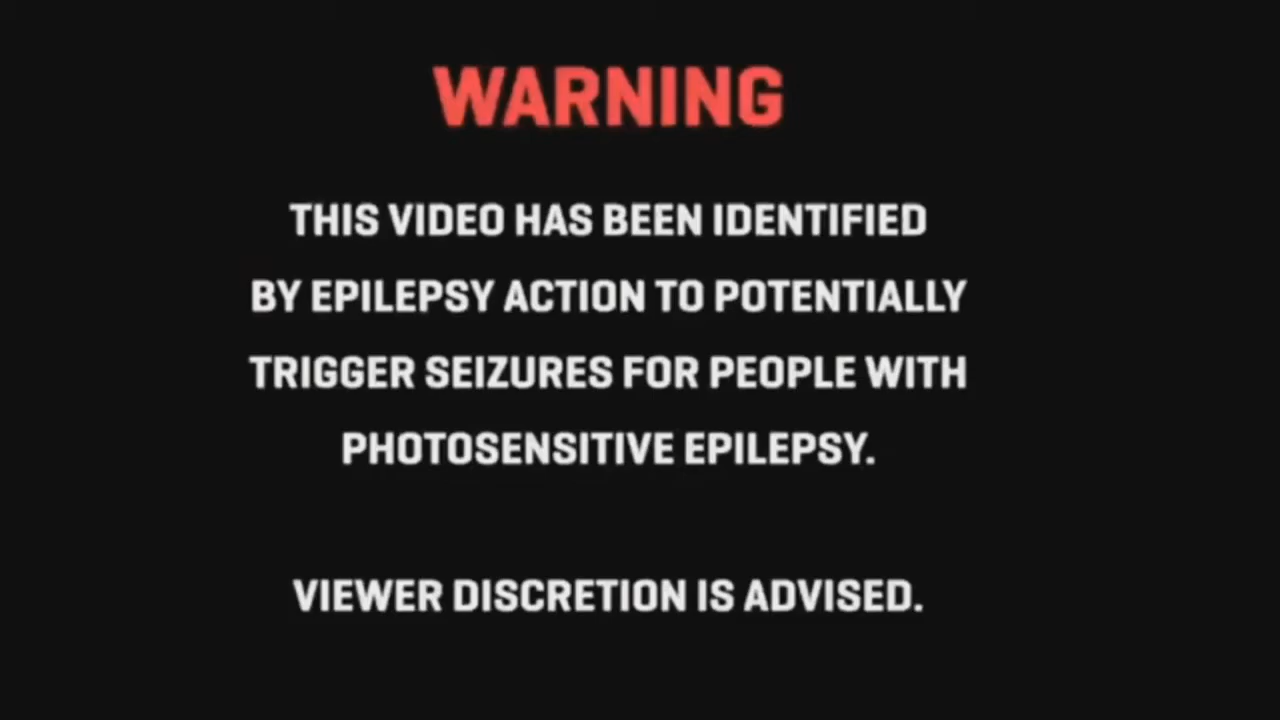 WARNING
THIS VIDEO HAS BEEN IDENTIFIED
BY EPILEPSY ACTION TO POTENTIALLY
TRIGGER SEIZURES FOR PEOPLE WITH
PHOTOSENSITIVE EPILEPSY.
VIEWER DISCRETION IS ADVISED.